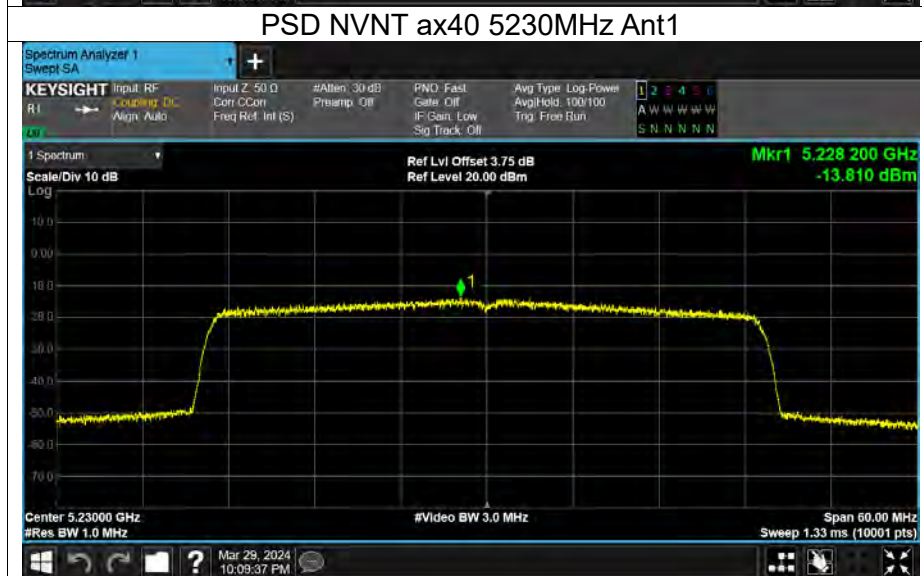 PSD NVNT ax40 5230MHz Ant1
Spectrum Analyzer 1
Swept SA
+
KEYSIGHT Input: RF Input Z: 50 Ω #Atten: 30 dB PNO: Fast Avg Type: Log-Power 1 2 3 4 5 6
RL Coupling: DC Corr CCorr Preamp: Off Gate: Off Avg|Hold: 100/100 A W W W W W
Align: Auto Freq Ref: Int (S) IF Gain: Low Trig: Free Run
Sig Track: Off S N N N N N
1 Spectrum Ref Lvl Offset 3.75 dB Mkr1 5.228 200 GHz
Scale/Div 10 dB Ref Level 20.00 dBm -13.810 dBm
Log
10.0
0.00
-10.0
-20.0
-30.0
-40.0
-50.0
-60.0
-70.0
1
Center 5.23000 GHz #Video BW 3.0 MHz Span 60.00 MHz
#Res BW 1.0 MHz Sweep 1.33 ms (10001 pts)
? Mar 29, 2024
10:09:37 PM